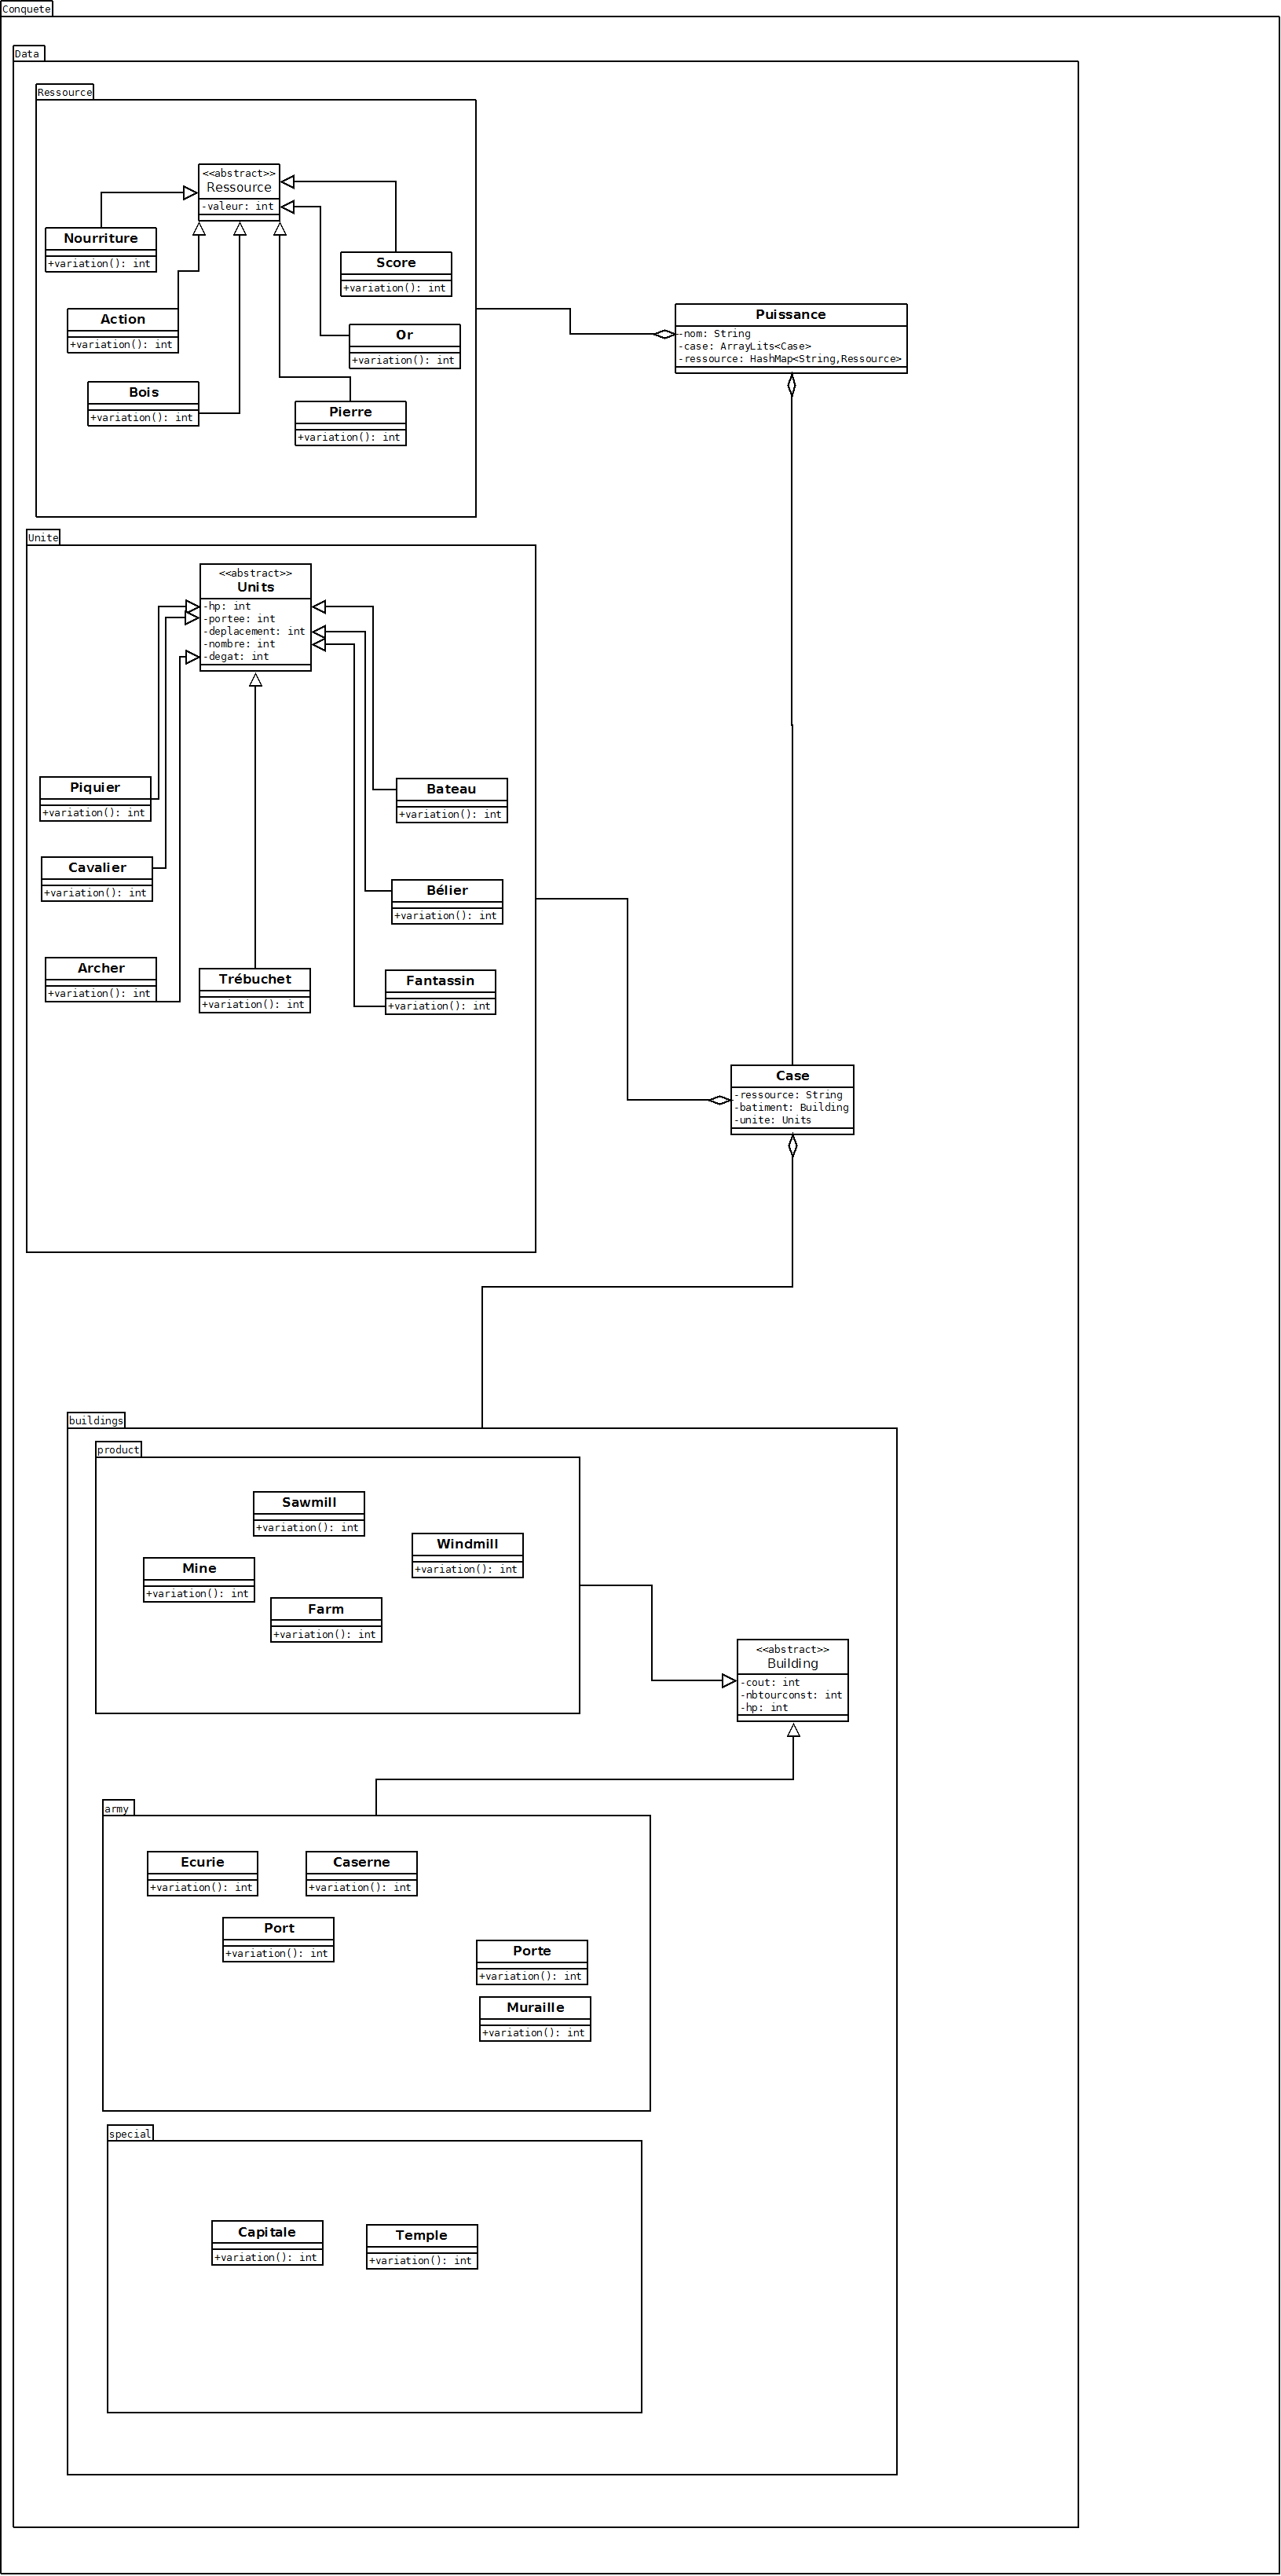 Conquete
Data
Ressource
<<abstract>>
Ressource
-valeur: int
Nourriture
+variation(): int
Score
+variation(): int
Action
+variation(): int
Or
+variation(): int
Bois
+variation(): int
Pierre
+variation(): int
Puissance
-nom: String
-case: ArrayLits<Case>
-ressource: HashMap<String,Ressource>
Unite
<<abstract>>
Units
-hp: int
-portee: int
-deplacement: int
-nombre: int
-degat: int
Piquier
+variation(): int
Bateau
+variation(): int
Cavalier
+variation(): int
Bélier
+variation(): int
Archer
+variation(): int
Trébuchet
+variation(): int
Fantassin
+variation(): int
Case
-ressource: String
-batiment: Building
-unite: Units
buildings
product
Sawmill
+variation(): int
Windmill
+variation(): int
Mine
+variation(): int
Farm
+variation(): int
<<abstract>>
Building
-cout: int
-nbtourconst: int
-hp: int
army
Ecurie
+variation(): int
Caserne
+variation(): int
Port
+variation(): int
Porte
+variation(): int
Muraille
+variation(): int
special
Capitale
+variation(): int
Temple
+variation(): int